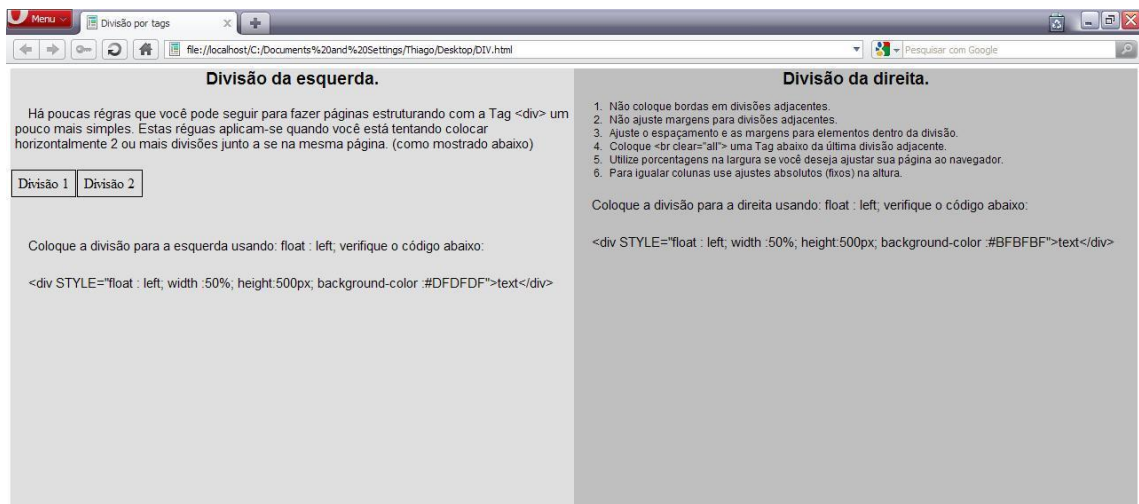 Menu
Divisão por tags
file://localhost/C:/Documents%20and%20Settings/Thiago/Desktop/DIV.html
Pesquisar com Google
Divisão da esquerda.
Há poucas régras que você pode seguir para fazer páginas estruturando com a Tag <div> um
pouco mais simples. Estas réguas aplicam-se quando você está tentando colocar
horizontalmente 2 ou mais divisões junto a se na mesma página. (como mostrado abaixo)
Divisão 1
Divisão 2
Coloque a divisão para a esquerda usando: float : left; verifique o código abaixo:
<div STYLE="float : left; width :50%; height:500px; background-color :#DFDFDF">text</div>
Divisão da direita.
1. Não coloque bordas em divisões adjacentes.
2. Não ajuste margens para divisões adjacentes.
3. Ajuste o espaçamento e as margens para elementos dentro da divisão.
4. Coloque <br clear="all"> uma Tag abaixo da última divisão adjacente.
5. Utilize porcentagens na largura se você deseja ajustar sua página ao navegador.
6. Para igualar colunas use ajustes absolutos (fixos) na altura.
Coloque a divisão para a direita usando: float : left; verifique o código abaixo:
<div STYLE="float : left; width :50%; height:500px; background-color :#BFBFBF">text</div>